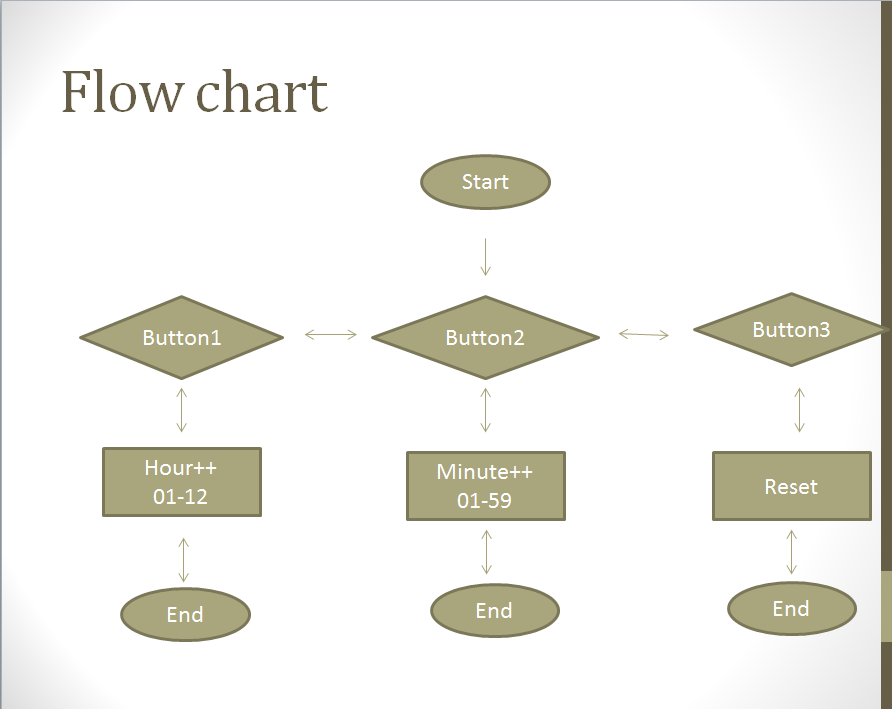 Flow chart
Start
Button1
Button2
Button3
Hour++
01-12
Minute++
01-59
Reset
End
End
End